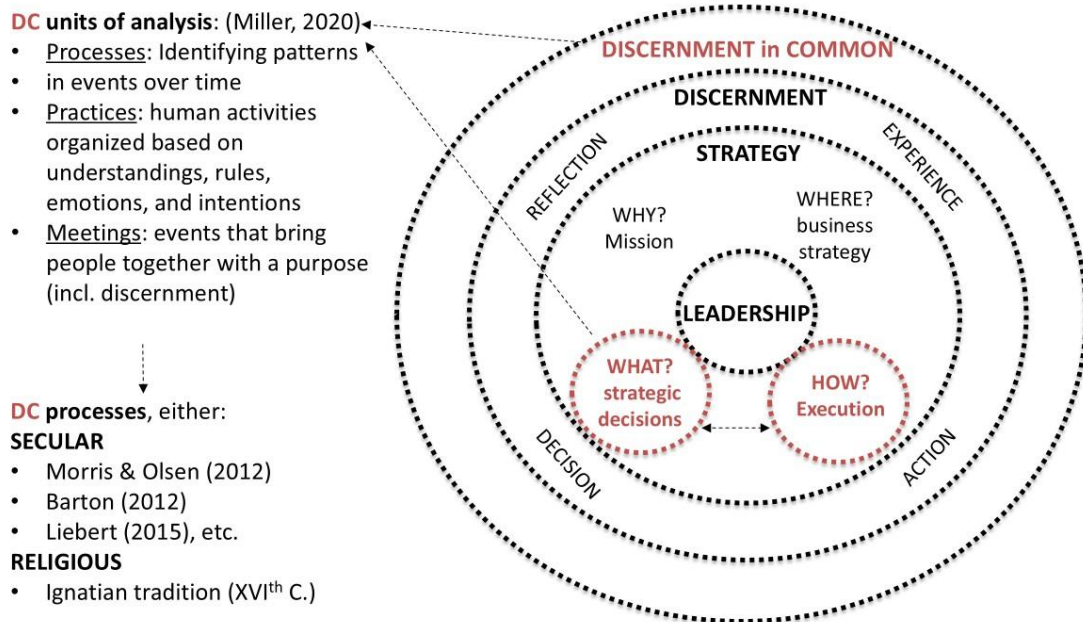 DC units of analysis: (Miller, 2020)
• Processes: Identifying patterns
• in events over time
• Practices: human activities
organized based on
understandings, rules,
emotions, and intentions
• Meetings: events that bring
people together with a purpose
(incl. discernment)
DC processes, either:
SECULAR
• Morris & Olsen (2012)
• Barton (2012)
• Liebert (2015), etc.
RELIGIOUS
• Ignatian tradition (XVIth C.)
DISCERNMENT in COMMON
DISCERNMENT
REFLECTION
EXPERIENCE
STRATEGY
WHY?
Mission
WHERE?
business
strategy
LEADERSHIP
WHAT?
strategic
decisions
HOW?
Execution
DECISION
ACTION